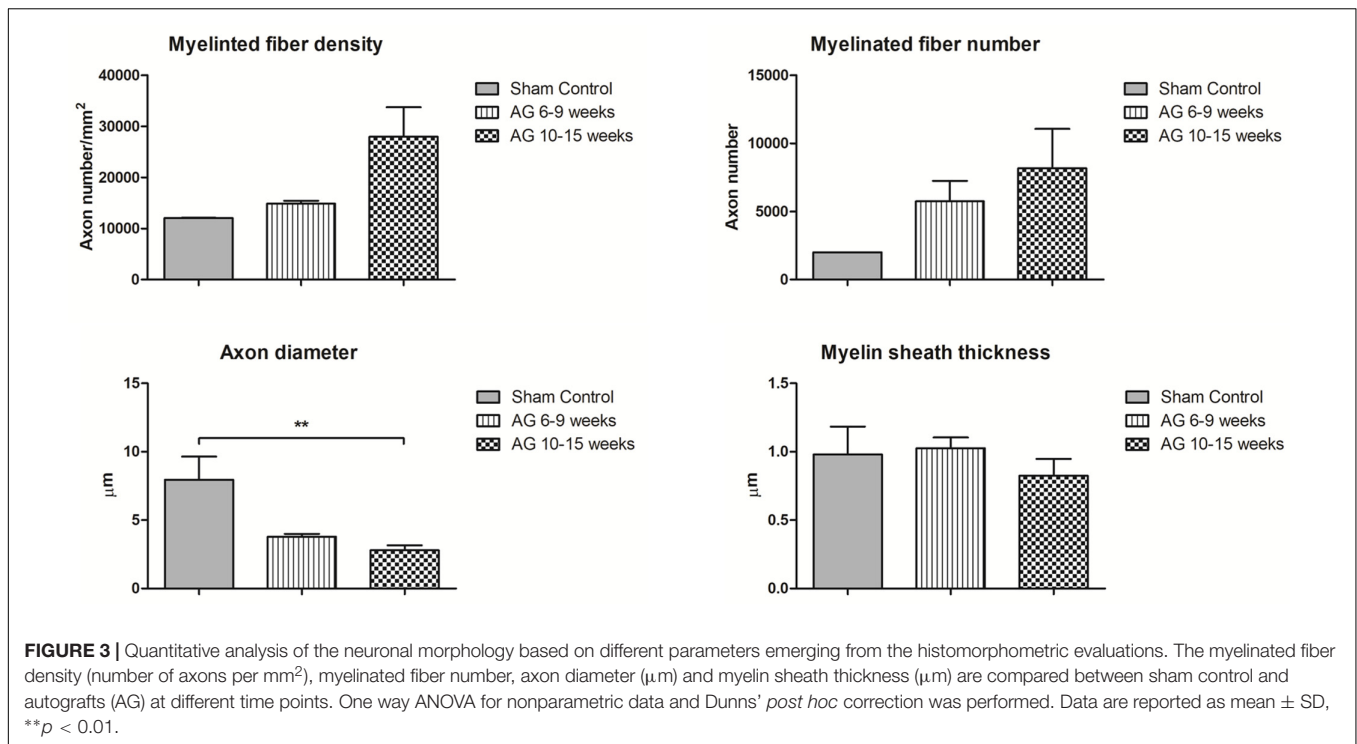 Myelinted fiber density
40000
30000
20000
10000
0
Axon number/mm²
Sham Control
AG 6-9 weeks
AG 10-15 weeks
Myelinated fiber number
15000
10000
5000
0
Axon number
Sham Control
AG 6-9 weeks
AG 10-15 weeks
Axon diameter
15
10
5
0
μm
**
Sham Control
AG 6-9 weeks
AG 10-15 weeks
Myelin sheath thickness
1.5
1.0
0.5
0.0
μm
Sham Control
AG 6-9 weeks
AG 10-15 weeks
FIGURE 3 | Quantitative analysis of the neuronal morphology based on different parameters emerging from the histomorphometric evaluations. The myelinated fiber
density (number of axons per mm²), myelinated fiber number, axon diameter (μm) and myelin sheath thickness (μm) are compared between sham control and
autografts (AG) at different time points. One way ANOVA for nonparametric data and Dunns' post hoc correction was performed. Data are reported as mean ± SD,
**p < 0.01.